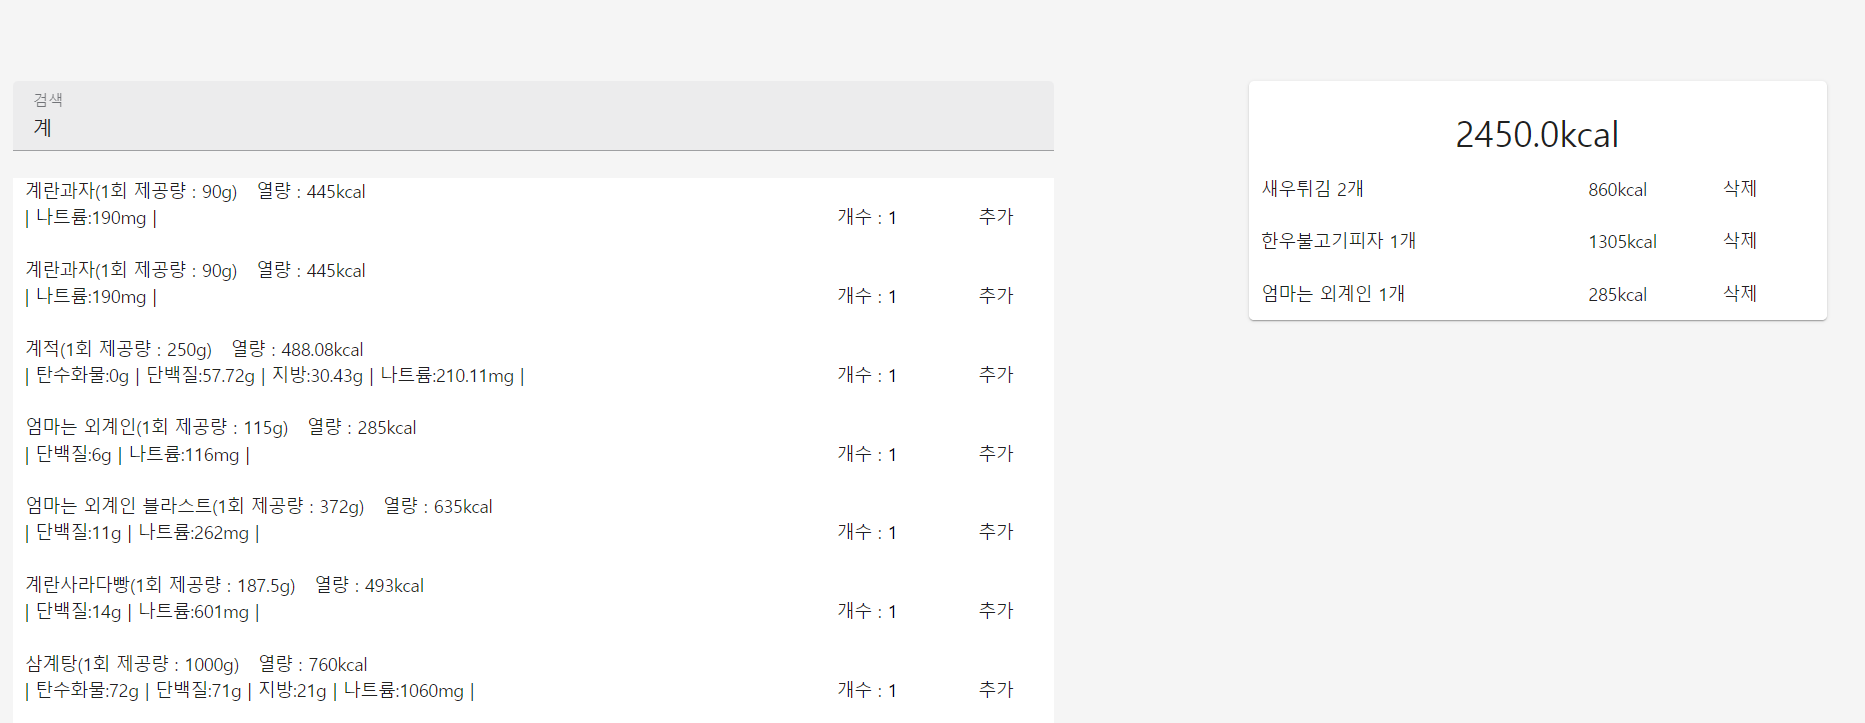 검색
계
계란과자(1회 제공량 : 90g) 열량 : 445kcal
| 나트륨:190mg | 개수 : 1 추가
계란과자(1회 제공량 : 90g) 열량 : 445kcal
| 나트륨:190mg | 개수 : 1 추가
계적(1회 제공량 : 250g) 열량 : 488.08kcal
| 탄수화물:0g | 단백질:57.72g | 지방:30.43g | 나트륨:210.11mg | 개수 : 1 추가
엄마는 외계인(1회 제공량 : 115g) 열량 : 285kcal
| 단백질:6g | 나트륨:116mg | 개수 : 1 추가
엄마는 외계인 블라스트(1회 제공량 : 372g) 열량 : 635kcal
| 단백질:11g | 나트륨:262mg | 개수 : 1 추가
계란사라다빵(1회 제공량 : 187.5g) 열량 : 493kcal
| 단백질:14g | 나트륨:601mg | 개수 : 1 추가
삼계탕(1회 제공량 : 1000g) 열량 : 760kcal
| 탄수화물:72g | 단백질:71g | 지방:21g | 나트륨:1060mg | 개수 : 1 추가
2450.0kcal
새우튀김 2개 860kcal 삭제
한우불고기피자 1개 1305kcal 삭제
엄마는 외계인 1개 285kcal 삭제